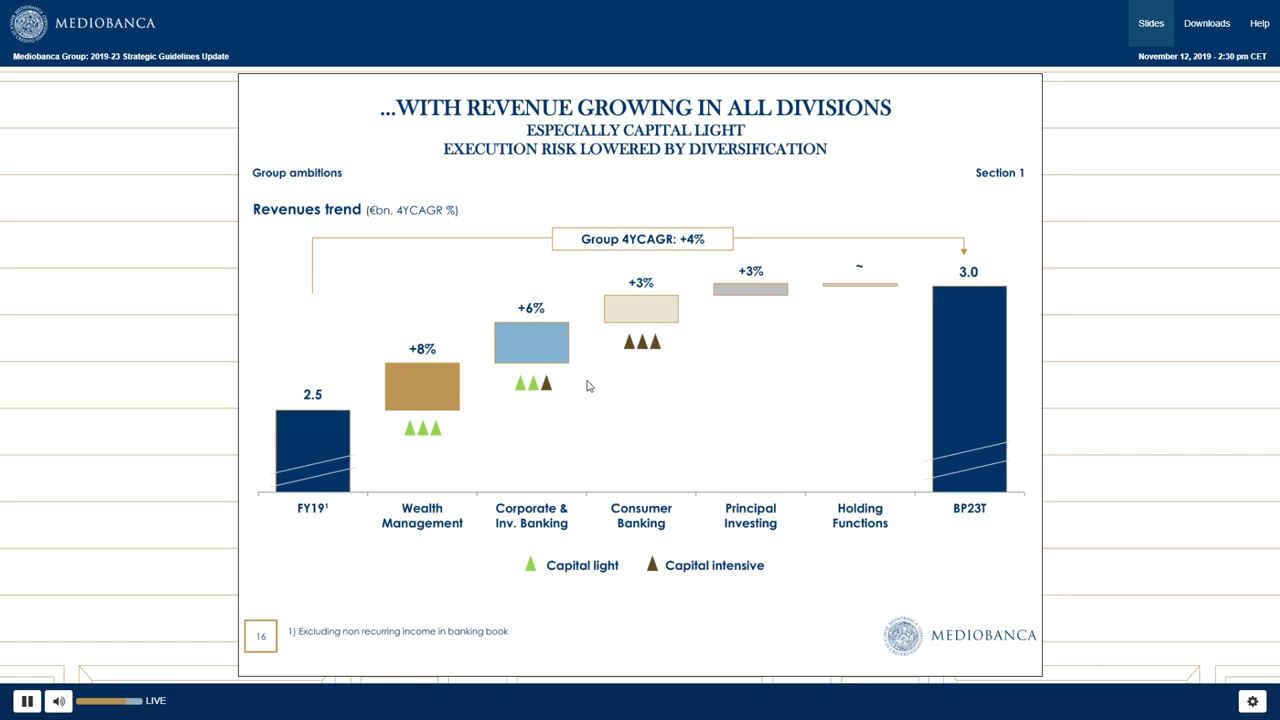 MEDIOBANCA
Slides
Downloads
Help
Mediobanca Group: 2019-23 Strategic Guidelines Update
November 12, 2019 - 2:30 pm CET
...WITH REVENUE GROWING IN ALL DIVISIONS
ESPECIALLY CAPITAL LIGHT
EXECUTION RISK LOWERED BY DIVERSIFICATION
Group ambitions
Section 1
Revenues trend (€bn, 4YCAGR %)
Group 4YCAGR: +4%
2.5
+8%
+6%
+3%
+3%
~
3.0
FY19¹
Wealth
Management
Corporate &
Inv. Banking
Consumer
Banking
Principal
Investing
Holding
Functions
BP23T
Capital light
Capital intensive
16
1) Excluding non recurring income in banking book
MEDIOBANCA
LIVE